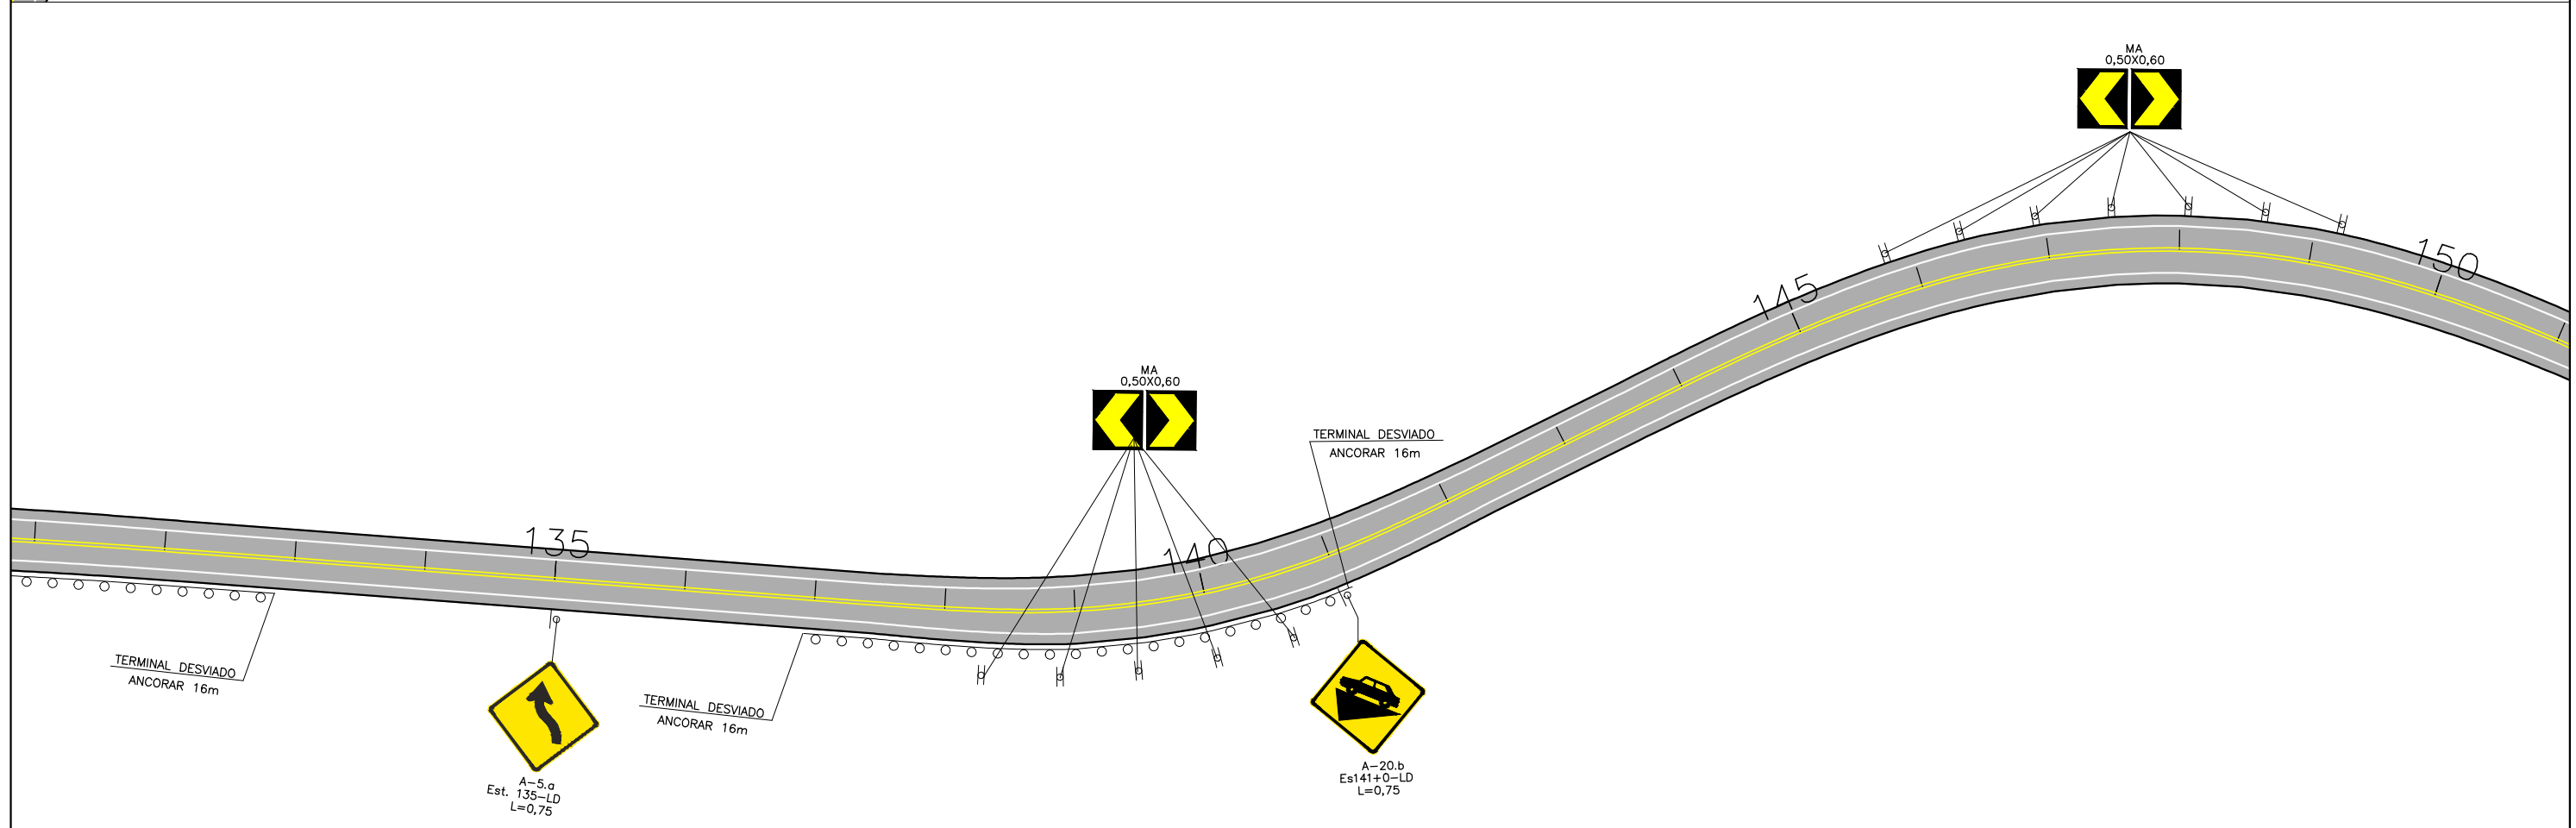 MA
0,50X0,60
150
145
MA
0,50X0,60
TERMINAL DESVIADO
ANCORAR 16m
135
140
TERMINAL DESVIADO
ANCORAR 16m
TERMINAL DESVIADO
ANCORAR 16m
A-5.a
Est. 135-LD
L=0,75
A-20.b
Es141+0-LD
L=0,75